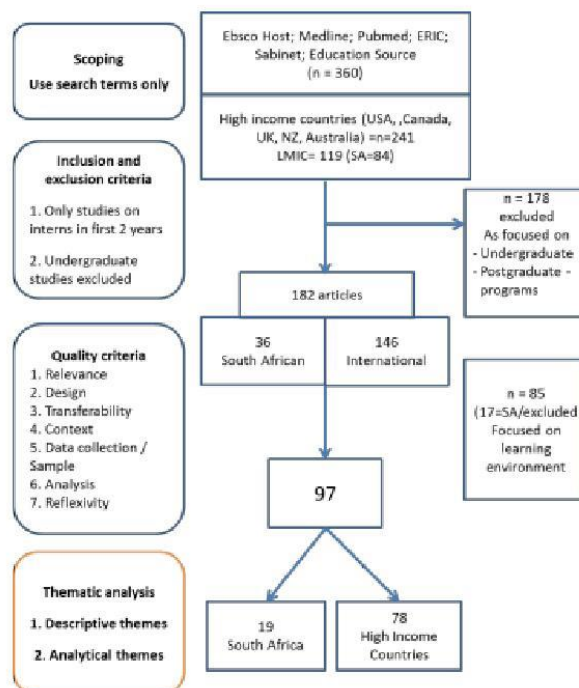 Scoping
Use search terms only
Ebsco Host; Medline; Pubmed; ERIC;
Sabinet; Education Source
(n = 360)
High income countries (USA, ,Canada,
UK, NZ, Australia) =n=241
LMIC= 119 (SA=84)
Inclusion and
exclusion criteria
1. Only studies on
interns in first 2 years
2. Undergraduate
studies excluded
n = 178
excluded
As focused on
- Undergraduate
- Postgraduate -
programs
182 articles
36
South African
146
International
Quality criteria
1. Relevance
2. Design
3. Transferability
4. Context
5. Data collection /
Sample
6. Analysis
7. Reflexivity
n = 85
(17=SA/excluded
Focused on
learning
environment
97
Thematic analysis
1. Descriptive themes
2. Analytical themes
19
South Africa
78
High Income
Countries